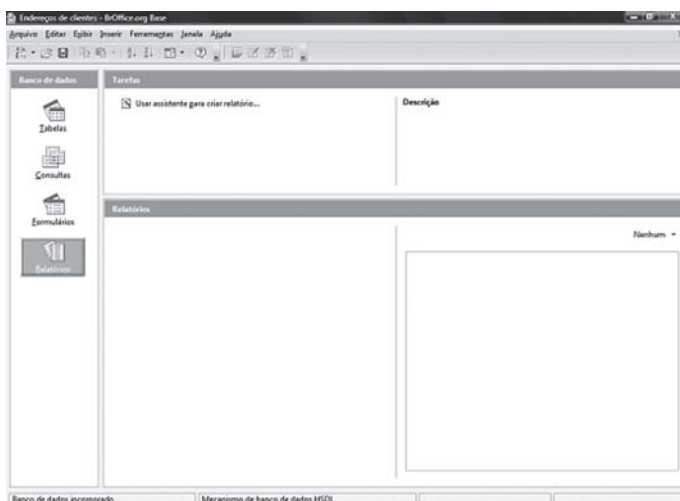 Endereços de clientes - BrOffice.org Base
Arquivo Editar Exibir Inserir Ferramentas Janela Ajuda
Banco de dados
Tarefas
Usar assistente para criar relatório...
Descrição
Tabelas
Consultas
Formulários
Relatórios
Relatórios
Nenhum
Banco de dados incorporado
Mecanismo de banco de dados HSQL